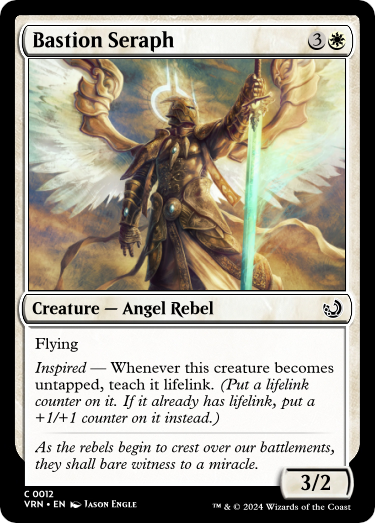 Bastion Seraph 3
Creature — Angel Rebel
Flying
Inspired — Whenever this creature becomes
untapped, teach it lifelink. (Put a lifelink
counter on it. If it already has lifelink, put a
+1/+1 counter on it instead.)
As the rebels begin to crest over our battlements,
they shall bare witness to a miracle.
3/2
C 0012
VRN • EN Jason Engle
™ & © 2024 Wizards of the Coast